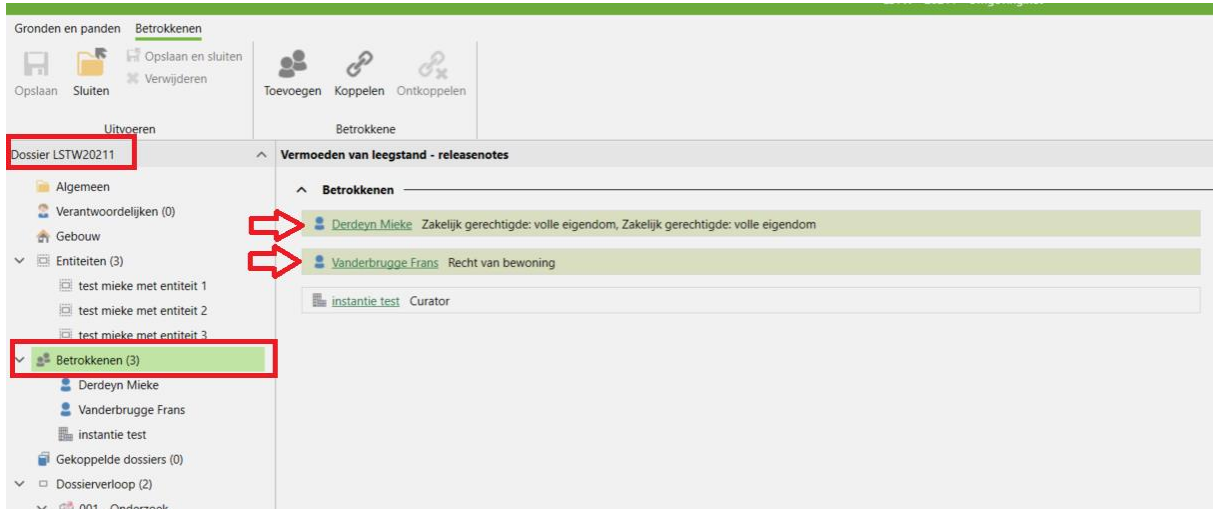 Gronden en panden Betrokkenen
Opslaan en sluiten
Verwijderen
Opslaan Sluiten
Toevoegen Koppelen Ontkoppelen
Uitvoeren Betrokkene
Dossier LSTW20211
Vermoeden van leegstand - releasenotes
Algemeen
Verantwoordelijken (0)
Gebouw
Entiteiten (3)
test mieke met entiteit 1
test mieke met entiteit 2
test mieke met entiteit 3
Betrokkenen (3)
Derdeyn Mieke
Vanderbrugge Frans
instantie test
Gekoppelde dossiers (0)
Dossierverloop (2)
001 - Onderzoek
Betrokkenen
Derdeyn Mieke Zakelijk gerechtigde: volle eigendom, Zakelijk gerechtigde: volle eigendom
Vanderbrugge Frans Recht van bewoning
instantie test Curator